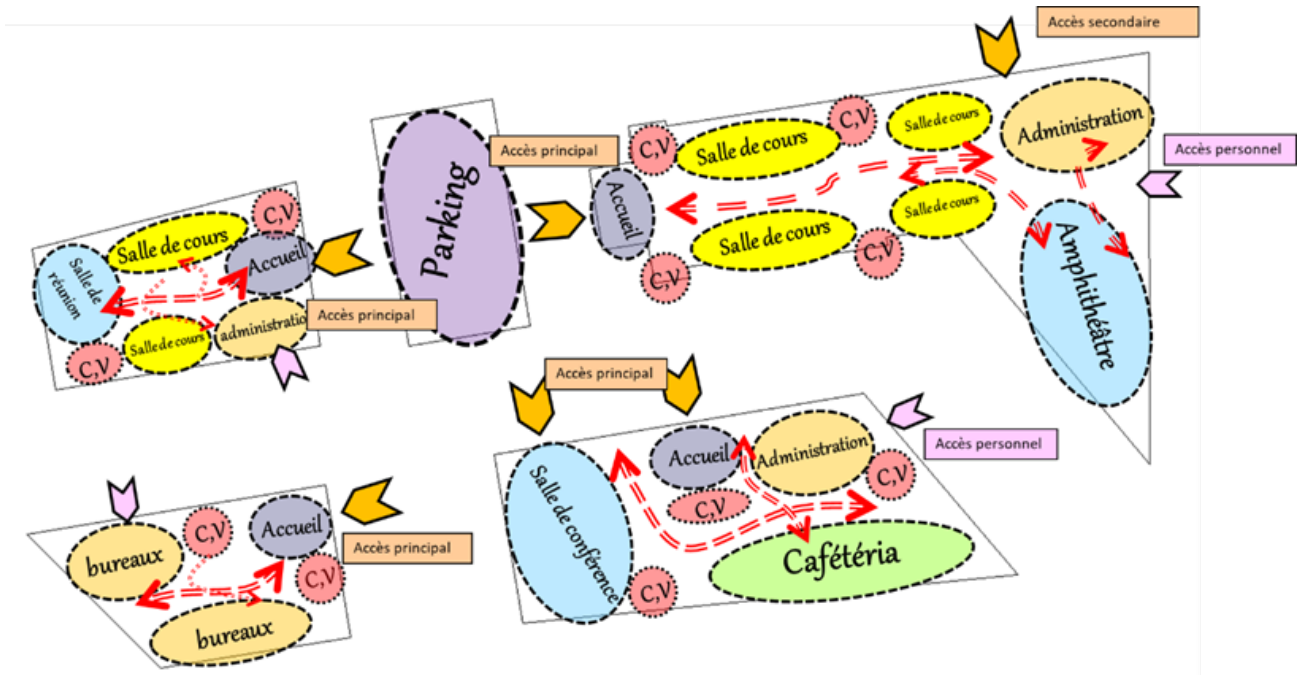 Accès secondaire
Administration
Salle de cours
C,V
Salle de cours
C,V
Accès principal
Accès personnel
Accueil
Parking
Salle de cours
Salle de cours
C,V
C,V
Amphithéâtre
C,V
Salle de cours
Accueil
Salle de
réunion
administratio
Accès principal
Salle de cours
C,V
Accès principal
Accueil
Administration
Accès personnel
C,V
C,V
Salle de conférence
Cafétéria
C,V
bureaux
C,V
Accueil
Accès principal
C,V
bureaux